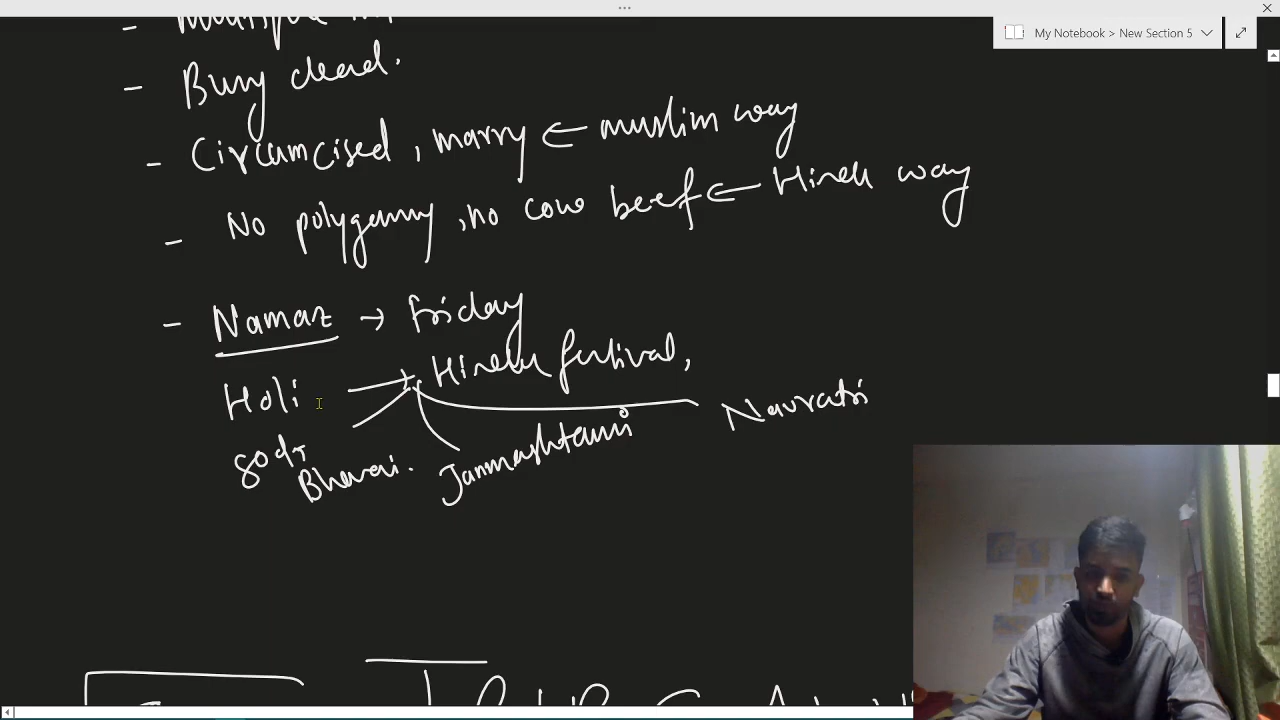 My Notebook > New Section 5
- Bury dead.
- Circumcised, marry ← muslim way
- No polygamy, no cow beef ← Hindu way
- Namaz → friday
Holi → Hindu festival,
Janmashtami Navratri